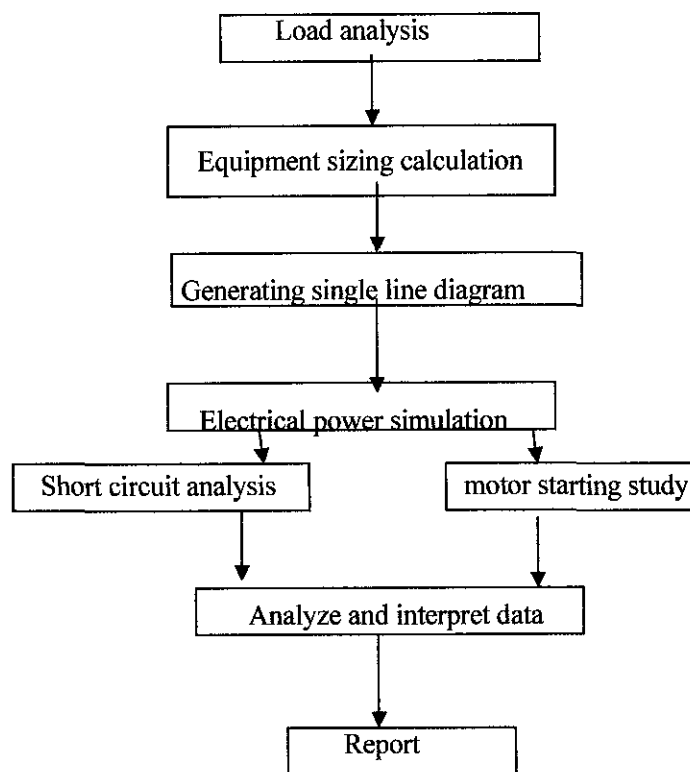 Load analysis
Equipment sizing calculation
Generating single line diagram
Electrical power simulation
Short circuit analysis
motor starting study
Analyze and interpret data
Report